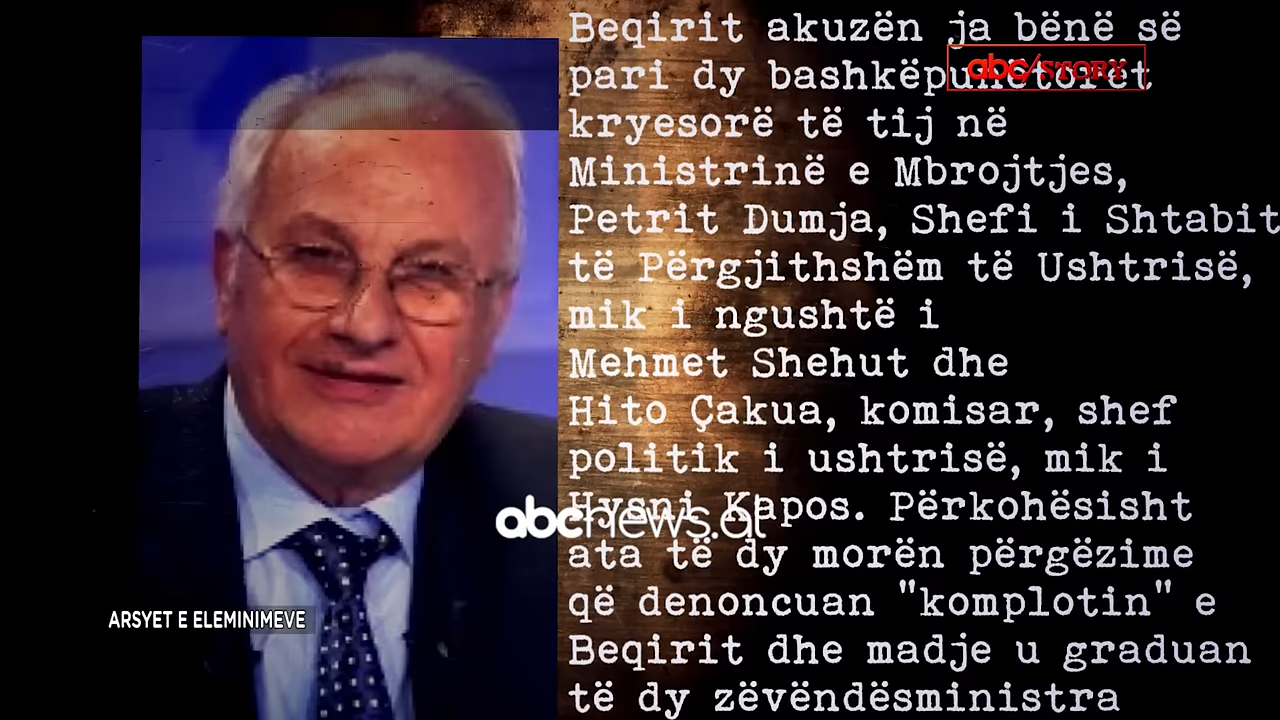 Beqirit akuzën ja bënë së
pari dy bashkëpunëtorët
abc/STORY
kryesorë të tij në
Ministrinë e Mbrojtjes,
Petrit Dumja, Shefi i Shtabit
të Përgjithshëm të Ushtrisë,
mik i ngushtë i
Mehmet Shehut dhe
Hito Çakua, komisar, shef
politik i ushtrisë, mik i
Hysni Kapos. Përkohësisht
abcnews.al
ata të dy morën përgëzime
që denoncuan "komplotin" e
Beqirit dhe madje u graduan
të dy zëvëndësministra
ARSYET E ELEMINIMEVE